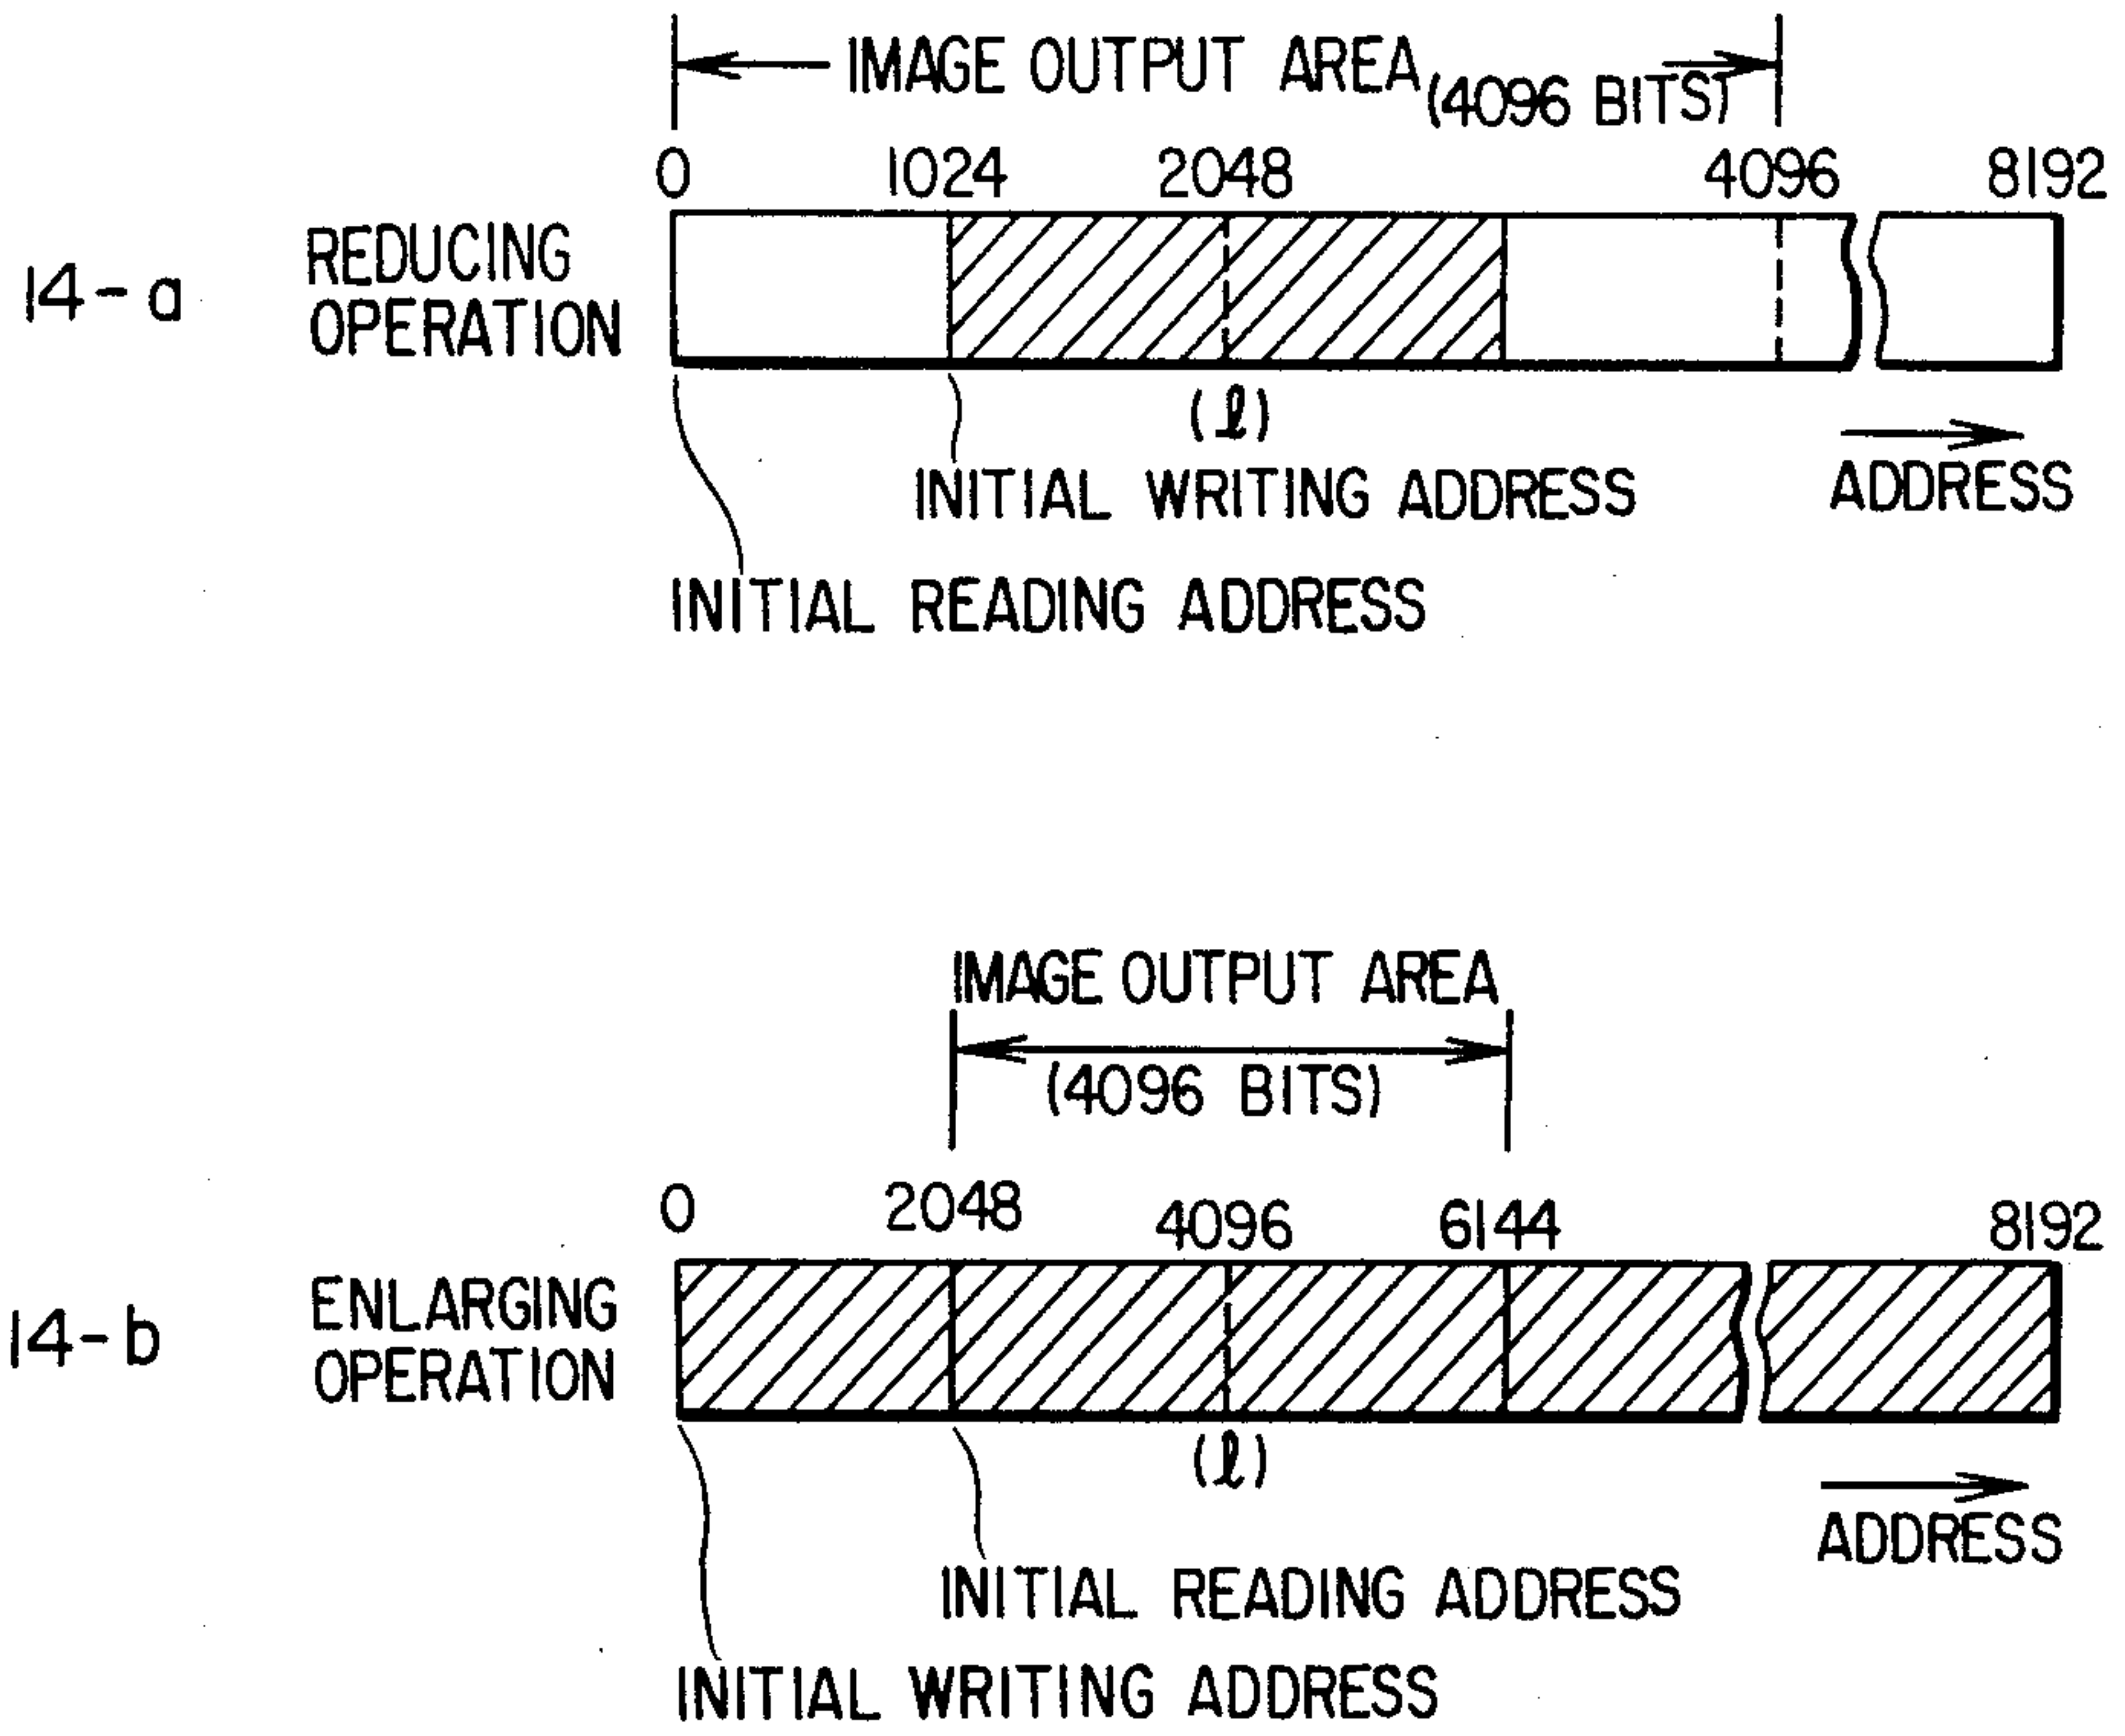 IMAGE OUTPUT AREA (4096 BITS)
0 1024 2048 4096 8192
14-a
REDUCING
OPERATION
(ℓ)
INITIAL WRITING ADDRESS
ADDRESS
INITIAL READING ADDRESS
IMAGE OUTPUT AREA
(4096 BITS)
0 2048 4096 6144 8192
14-b
ENLARGING
OPERATION
(ℓ)
ADDRESS
INITIAL READING ADDRESS
INITIAL WRITING ADDRESS